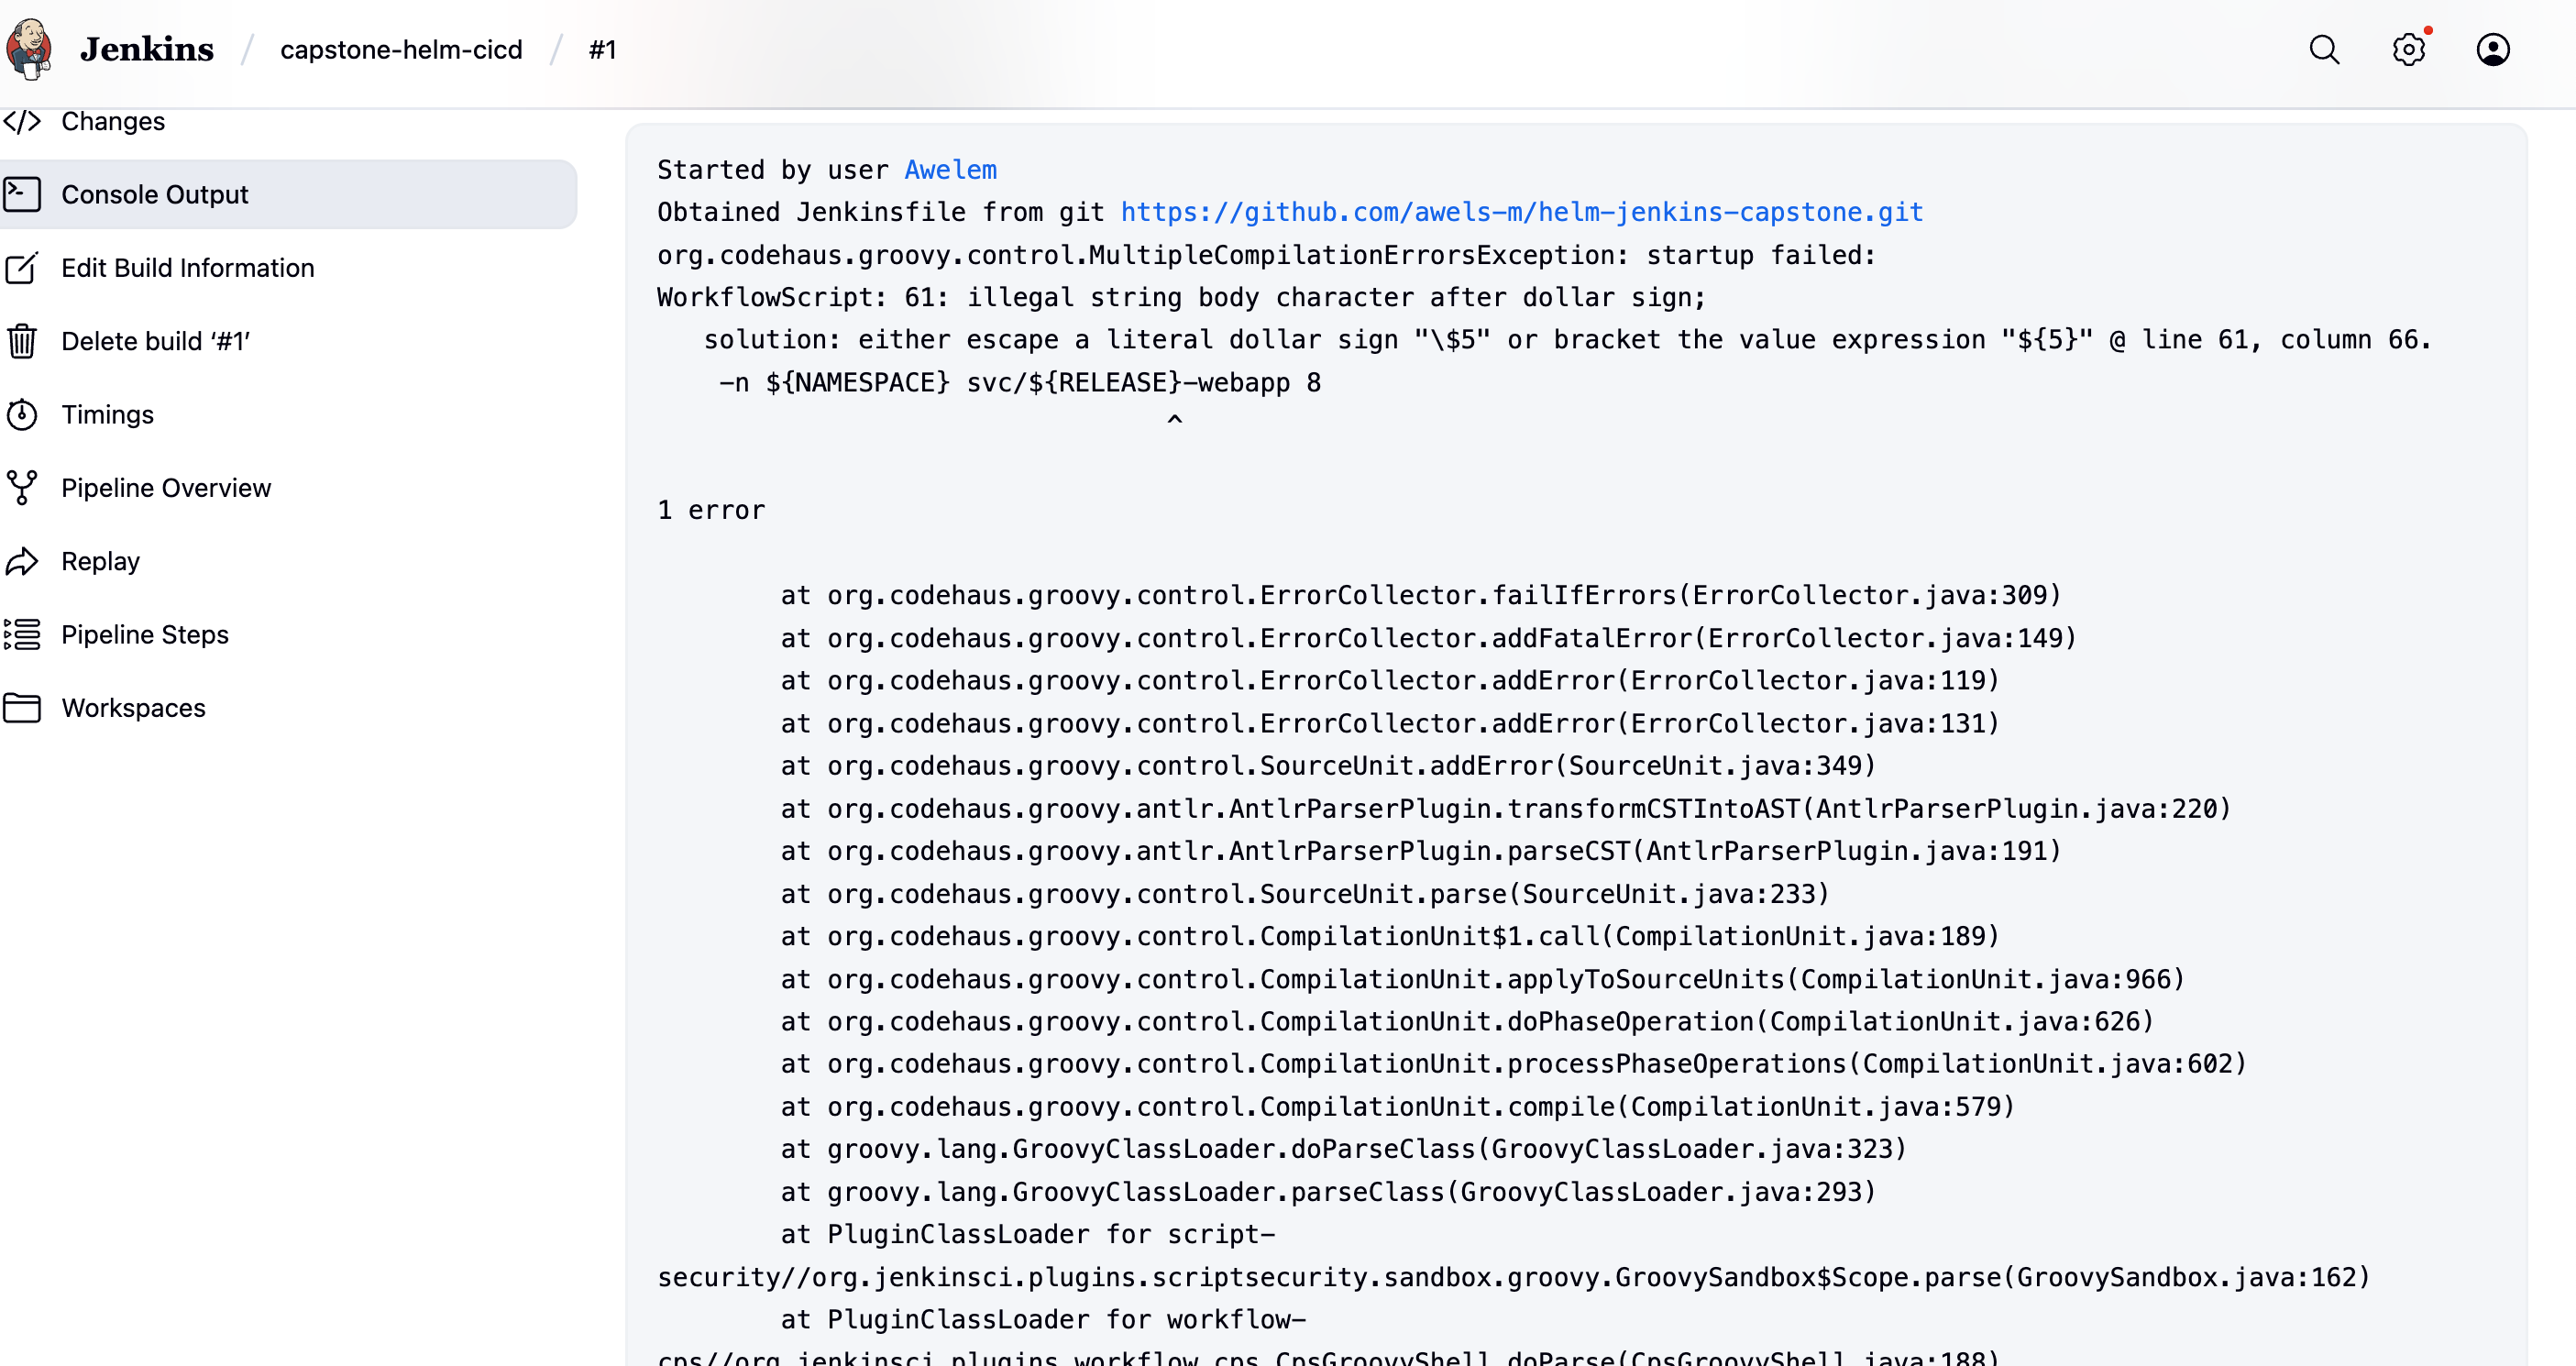 Jenkins / capstone-helm-cicd / #1
Changes
Console Output
Edit Build Information
Delete build ‘#1’
Timings
Pipeline Overview
Replay
Pipeline Steps
Workspaces
Started by user Awelem
Obtained Jenkinsfile from git https://github.com/awels-m/helm-jenkins-capstone.git
org.codehaus.groovy.control.MultipleCompilationErrorsException: startup failed:
WorkflowScript: 61: illegal string body character after dollar sign;
   solution: either escape a literal dollar sign "\$5" or bracket the value expression "${5}" @ line 61, column 66.
    -n ${NAMESPACE} svc/${RELEASE}-webapp 8
                                 ^
1 error
	at org.codehaus.groovy.control.ErrorCollector.failIfErrors(ErrorCollector.java:309)
	at org.codehaus.groovy.control.ErrorCollector.addFatalError(ErrorCollector.java:149)
	at org.codehaus.groovy.control.ErrorCollector.addError(ErrorCollector.java:119)
	at org.codehaus.groovy.control.ErrorCollector.addError(ErrorCollector.java:131)
	at org.codehaus.groovy.control.SourceUnit.addError(SourceUnit.java:349)
	at org.codehaus.groovy.antlr.AntlrParserPlugin.transformCSTIntoAST(AntlrParserPlugin.java:220)
	at org.codehaus.groovy.antlr.AntlrParserPlugin.parseCST(AntlrParserPlugin.java:191)
	at org.codehaus.groovy.control.SourceUnit.parse(SourceUnit.java:233)
	at org.codehaus.groovy.control.CompilationUnit$1.call(CompilationUnit.java:189)
	at org.codehaus.groovy.control.CompilationUnit.applyToSourceUnits(CompilationUnit.java:966)
	at org.codehaus.groovy.control.CompilationUnit.doPhaseOperation(CompilationUnit.java:626)
	at org.codehaus.groovy.control.CompilationUnit.processPhaseOperations(CompilationUnit.java:602)
	at org.codehaus.groovy.control.CompilationUnit.compile(CompilationUnit.java:579)
	at groovy.lang.GroovyClassLoader.doParseClass(GroovyClassLoader.java:323)
	at groovy.lang.GroovyClassLoader.parseClass(GroovyClassLoader.java:293)
	at PluginClassLoader for script-
security//org.jenkinsci.plugins.scriptsecurity.sandbox.groovy.GroovySandbox$Scope.parse(GroovySandbox.java:162)
	at PluginClassLoader for workflow-
cps//org.jenkinsci.plugins.workflow.cps.CpsGroovyShell.doParse(CpsGroovyShell.java:188)